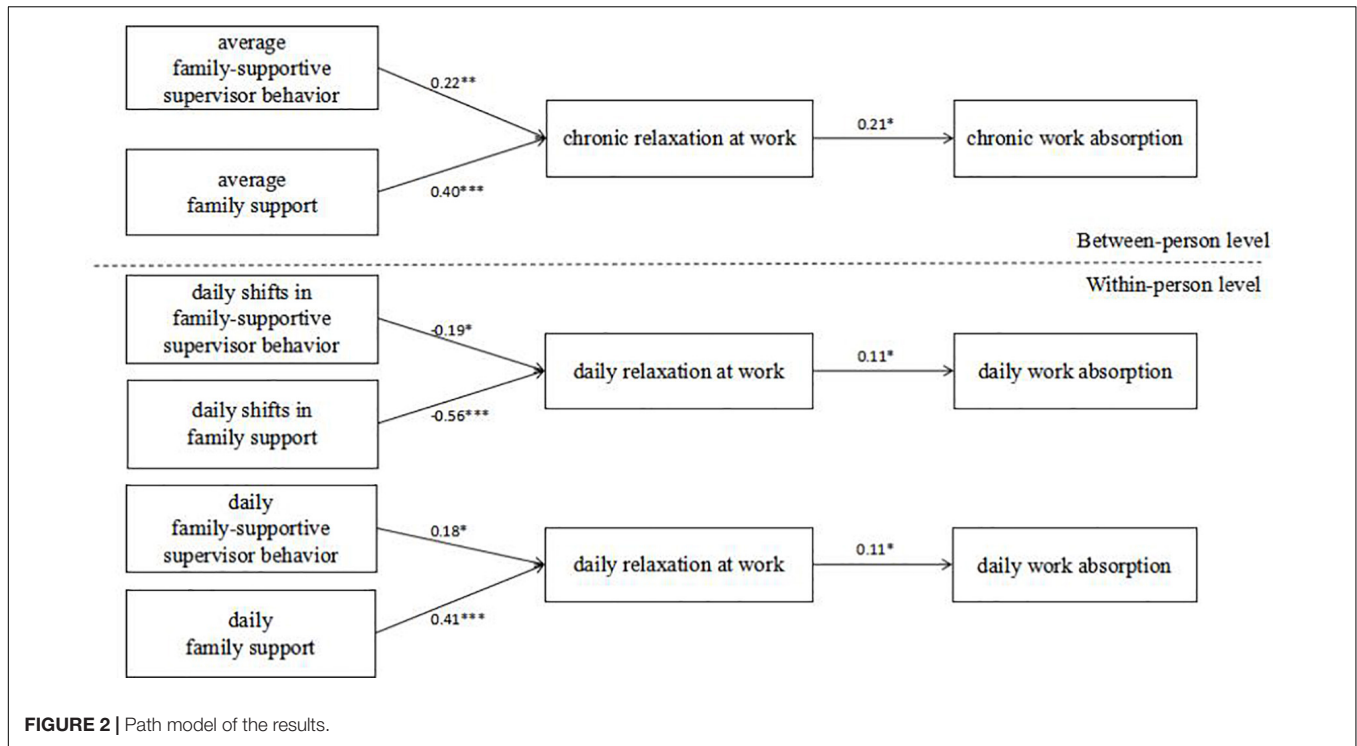 average
family-supportive
supervisor behavior
0.22**
average
family support
0.40***
chronic relaxation at work
0.21*
chronic work absorption
Between-person level
Within-person level
daily shifts in
family-supportive
supervisor behavior
-0.19*
daily shifts in
family support
-0.56***
daily relaxation at work
0.11*
daily work absorption
daily
family-supportive
supervisor behavior
0.18*
daily
family support
0.41***
daily relaxation at work
0.11*
daily work absorption
FIGURE 2 | Path model of the results.